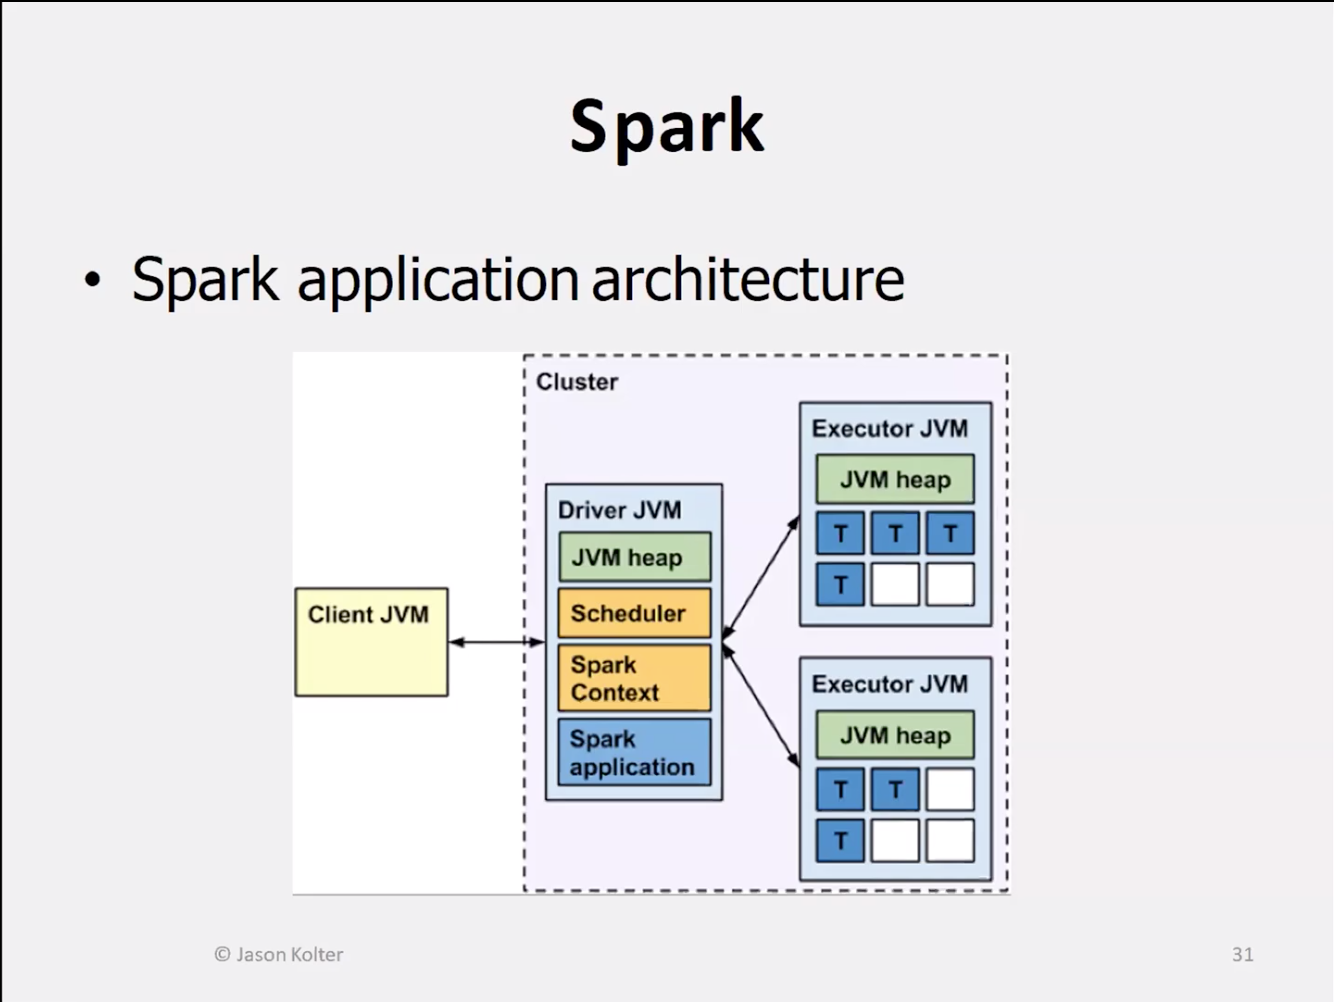 Spark
• Spark application architecture
Cluster
Executor JVM
JVM heap
T T T
T
Driver JVM
JVM heap
Scheduler
Spark
Context
Spark
application
Client JVM
Executor JVM
JVM heap
T T
T
© Jason Kolter
31